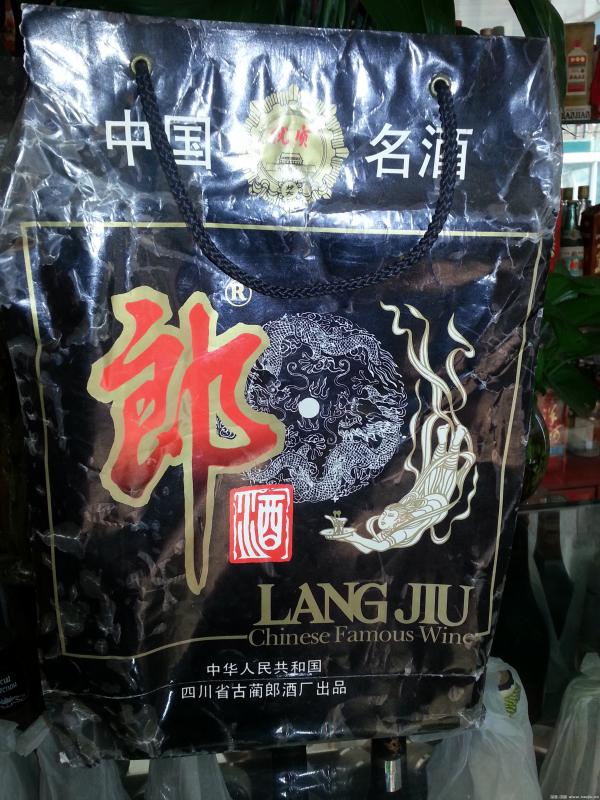 中国 优质 名酒
郎®
酒
LANG JIU
Chinese Famous Wine
中华人民共和国
四川省古蔺郎酒厂出品